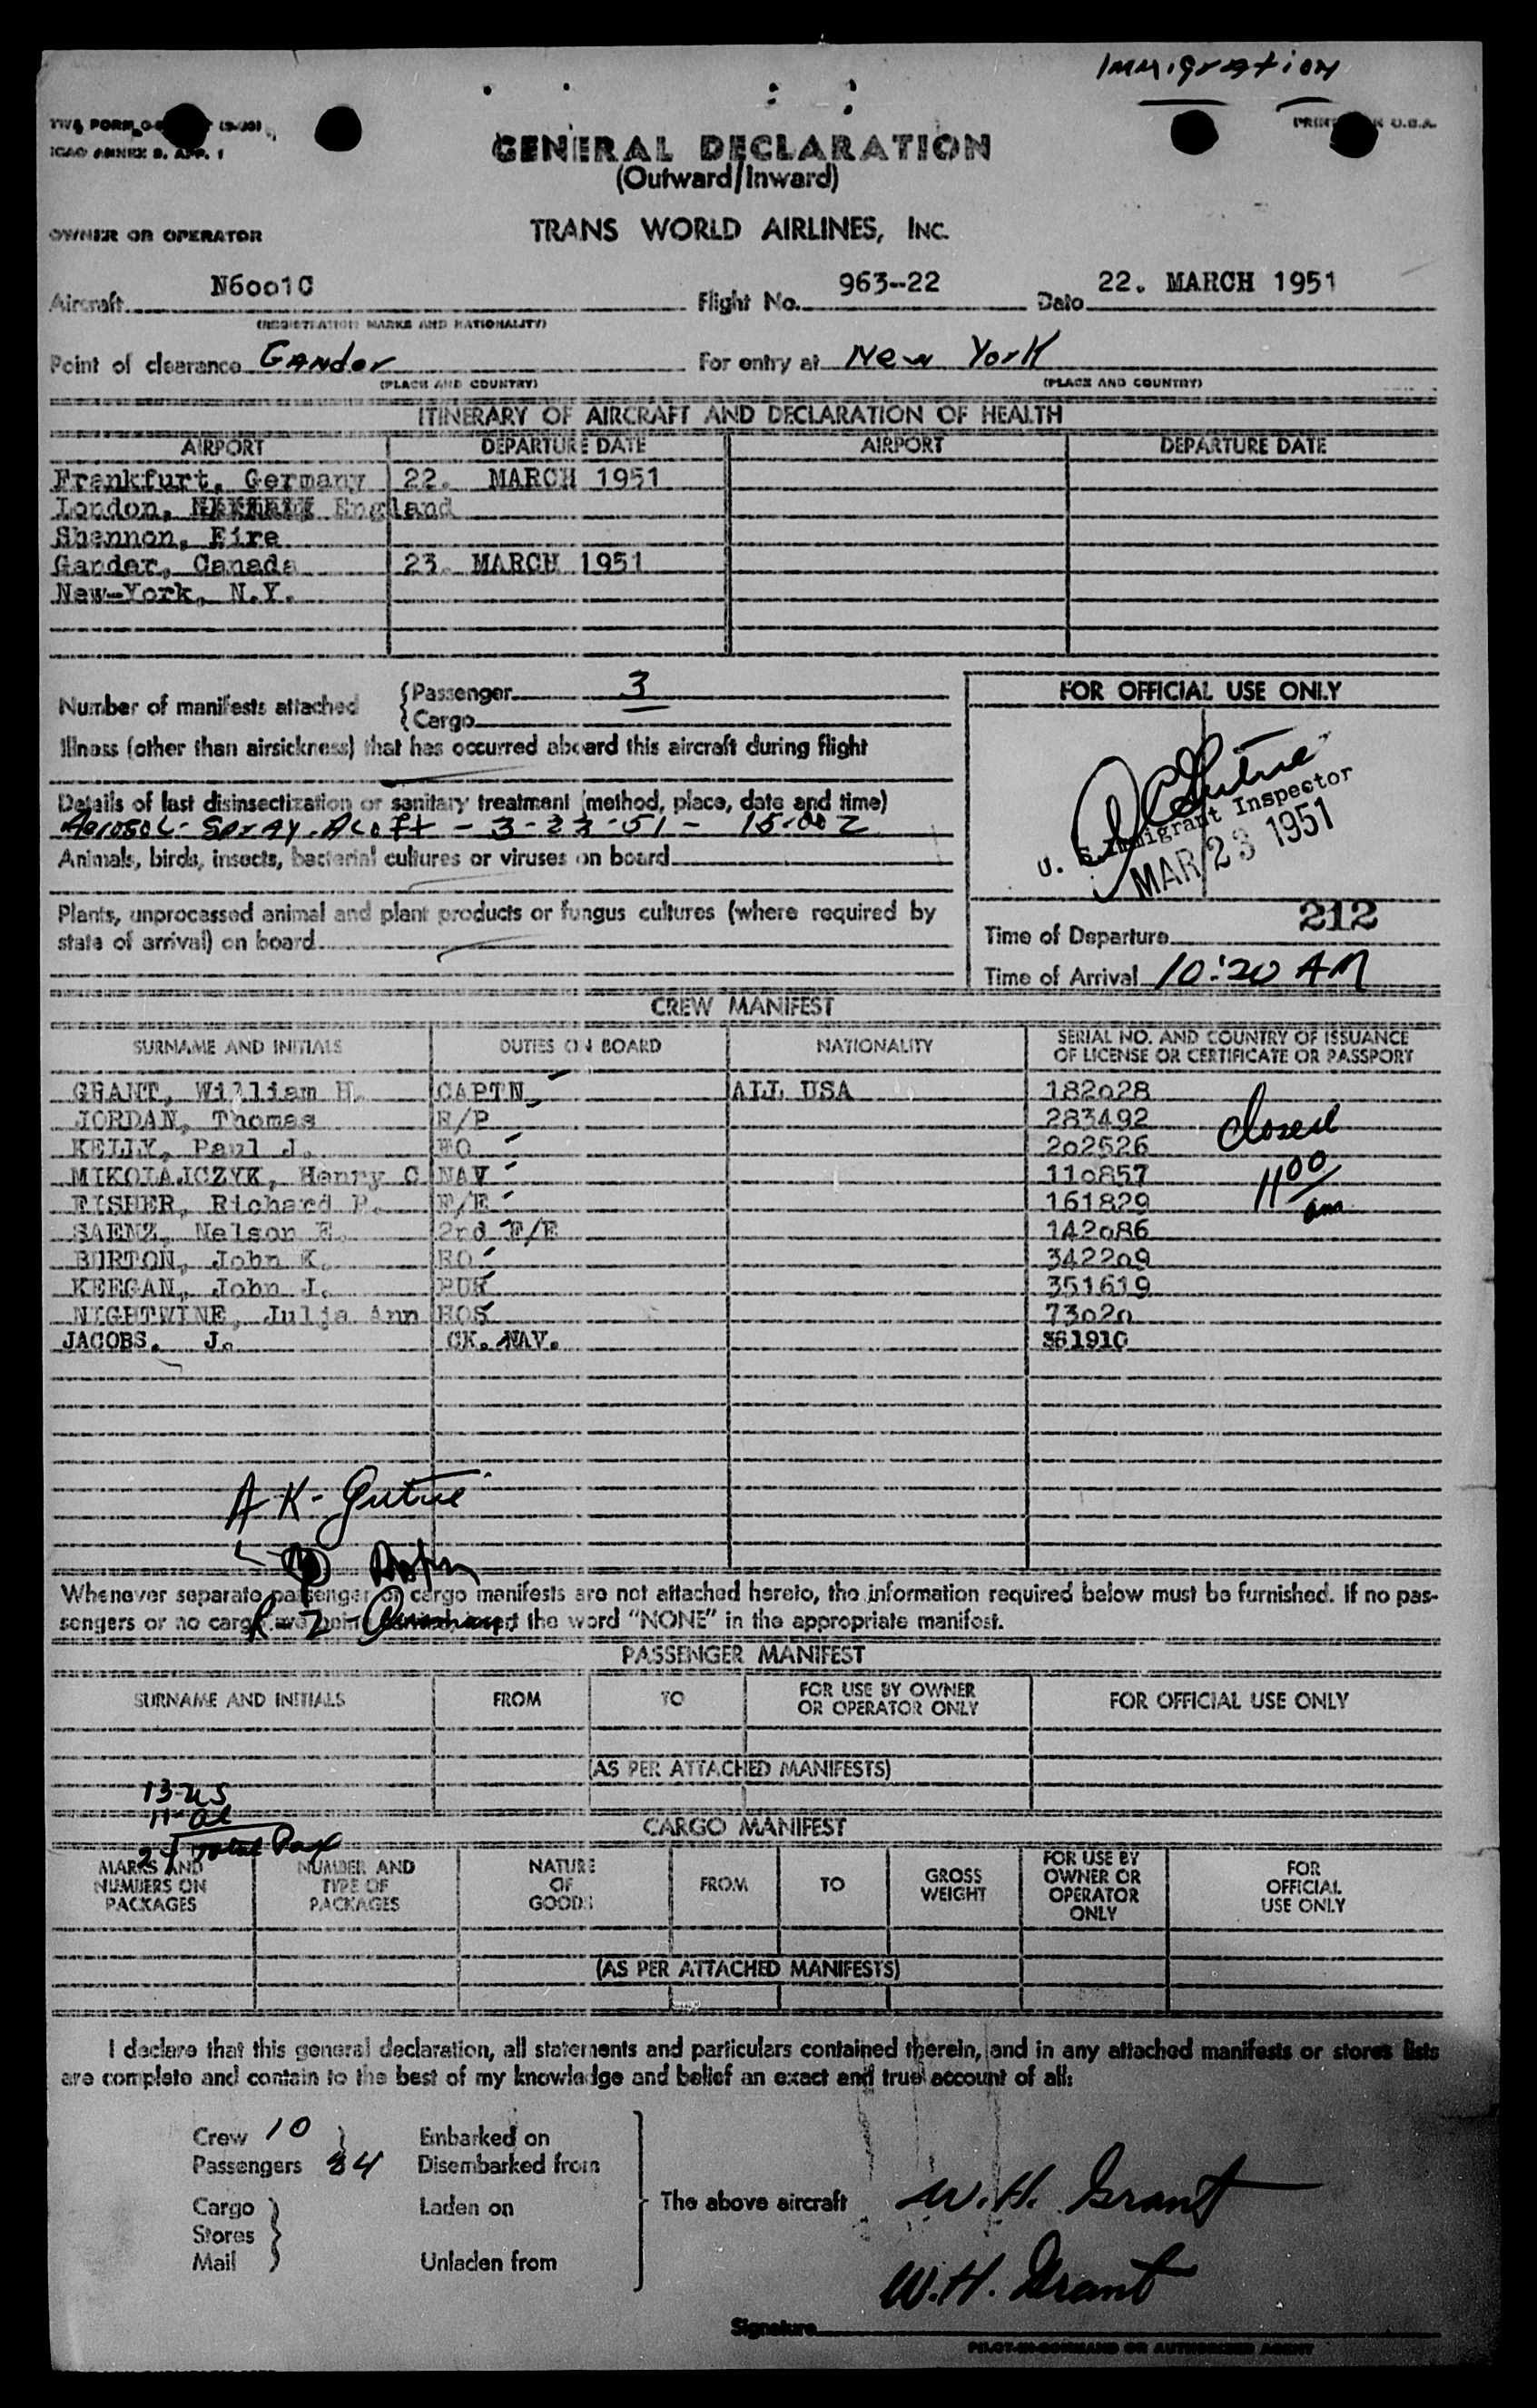 Immigration
ICAO ANNEX 9, APP. 1
GENERAL DECLARATION
(Outward/Inward)
OWNER OR OPERATOR TRANS WORLD AIRLINES, INC.
Aircraft N6001C Flight No. 963--22 Date 22. MARCH 1951
(REGISTRATION MARKS AND NATIONALITY)
Point of clearance Gander For entry at New York
(PLACE AND COUNTRY) (PLACE AND COUNTRY)
ITINERARY OF AIRCRAFT AND DECLARATION OF HEALTH
AIRPORT DEPARTURE DATE AIRPORT DEPARTURE DATE
Frankfurt, Germany 22. MARCH 1951
London, England
Shannon, Eire
Gander, Canada 23. MARCH 1951
New-York, N.Y.
Number of manifests attached {Passenger 3
{Cargo
FOR OFFICIAL USE ONLY
Illness (other than airsickness) that has occurred aboard this aircraft during flight
Details of last disinsectization or sanitary treatment (method, place, date and time)
Aerosol-Spray-Aloft - 3-23-51 - 15:00 Z
U. S. Immigrant Inspector
MAR 23 1951
Animals, birds, insects, bacterial cultures or viruses on board
Plants, unprocessed animal and plant products or fungus cultures (where required by
state of arrival) on board
212
Time of Departure
Time of Arrival 10:20 AM
CREW MANIFEST
SURNAME AND INITIALS DUTIES ON BOARD NATIONALITY SERIAL NO. AND COUNTRY OF ISSUANCE
OF LICENSE OR CERTIFICATE OR PASSPORT
GRANT, William H. CAPTN. ALL USA 182028
JORDAN, Thomas F/P 283492
KELLY, Paul J. FO 202526
closed
MIKOLAJCZYK, Henry C NAV 110857
1100
am
FISHER, Richard P. F/E 161829
SAENZ, Nelson E. 2nd F/E 142086
BURTON, John K. RO 342209
KEEGAN, John J. PUR 351619
NIGHTWINE, Julia Ann HOS 73020
JACOBS. J. CK. NAV. 361910
A K- Gutue
Whenever separate passenger or cargo manifests are not attached hereto, the information required below must be furnished. If no pas-
sengers or no cargo are being the word "NONE" in the appropriate manifest.
PASSENGER MANIFEST
SURNAME AND INITIALS FROM TO FOR USE BY OWNER
OR OPERATOR ONLY FOR OFFICIAL USE ONLY
(AS PER ATTACHED MANIFESTS)
13-US
11-al
24 Total Pax
CARGO MANIFEST
MARKS AND
NUMBERS ON
PACKAGES
NUMBER AND
TYPE OF
PACKAGES
NATURE
OF
GOODS
FROM TO GROSS
WEIGHT
FOR USE BY
OWNER OR
OPERATOR
ONLY
FOR
OFFICIAL
USE ONLY
(AS PER ATTACHED MANIFESTS)
I declare that this general declaration, all statements and particulars contained therein, and in any attached manifests or stores lists
are complete and contain to the best of my knowledge and belief an exact and true account of all:
Crew 10 } Embarked on
Passengers 24 Disembarked from
The above aircraft W. H. Grant
Cargo } Laden on
Stores
Mail Unladen from
W. H. Grant
Signature
PILOT-IN-COMMAND OR AUTHORIZED AGENT